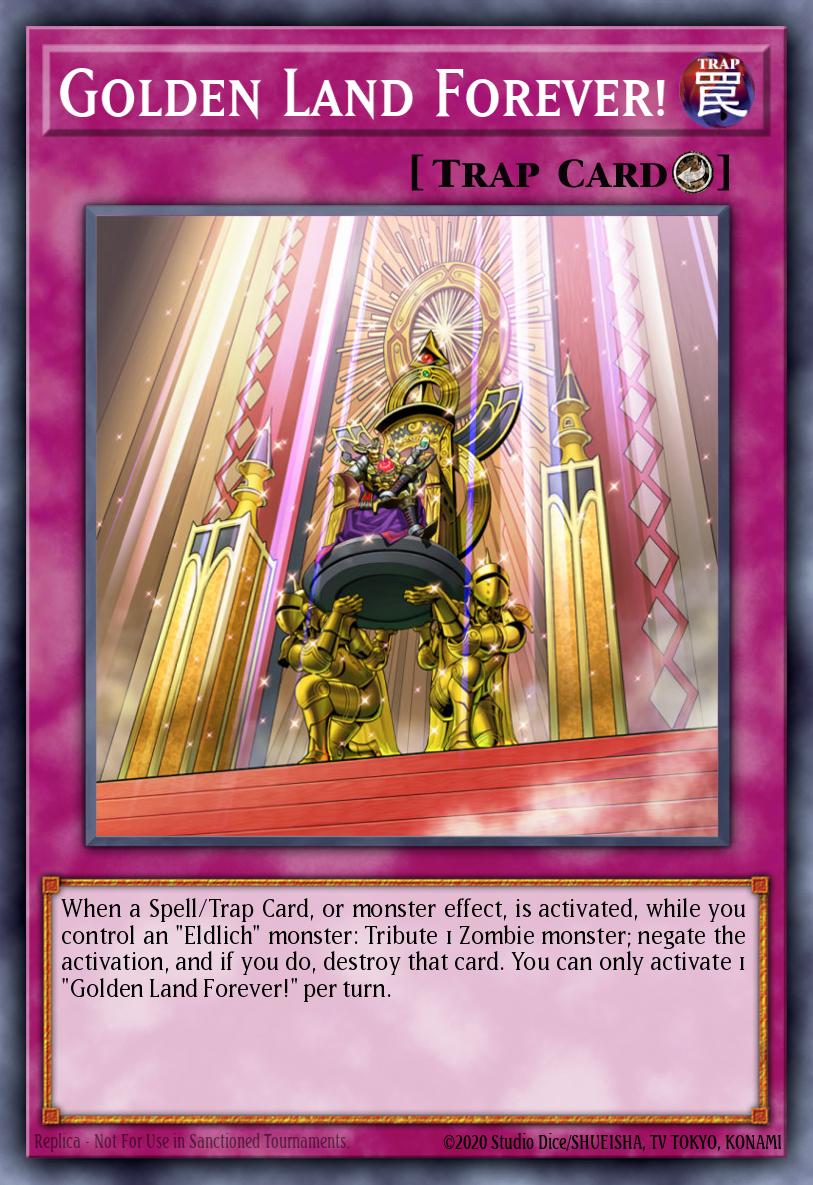 Golden Land Forever!
TRAP
罠
[ Trap Card ]
When a Spell/Trap Card, or monster effect, is activated, while you
control an "Eldlich" monster: Tribute 1 Zombie monster; negate the
activation, and if you do, destroy that card. You can only activate 1
"Golden Land Forever!" per turn.
Replica - Not For Use in Sanctioned Tournaments.
©2020 Studio Dice/SHUEISHA, TV TOKYO, KONAMI